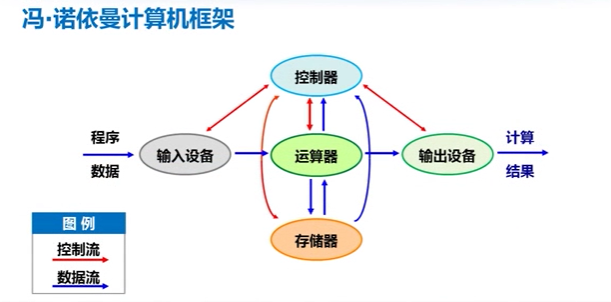 冯·诺依曼计算机框架
控制器
程序
数据
输入设备
运算器
输出设备
计算
结果
存储器
图 例
控制流
数据流